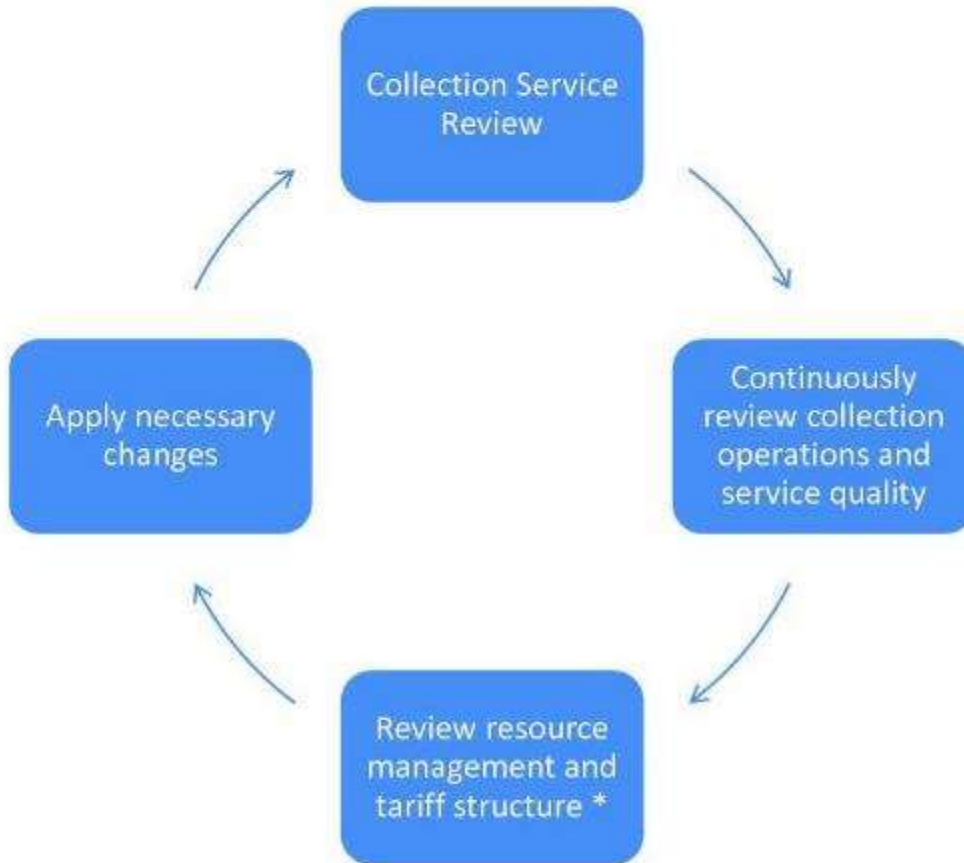 Collection Service
Review
Continuously
review collection
operations and
service quality
Review resource
management and
tariff structure *
Apply necessary
changes